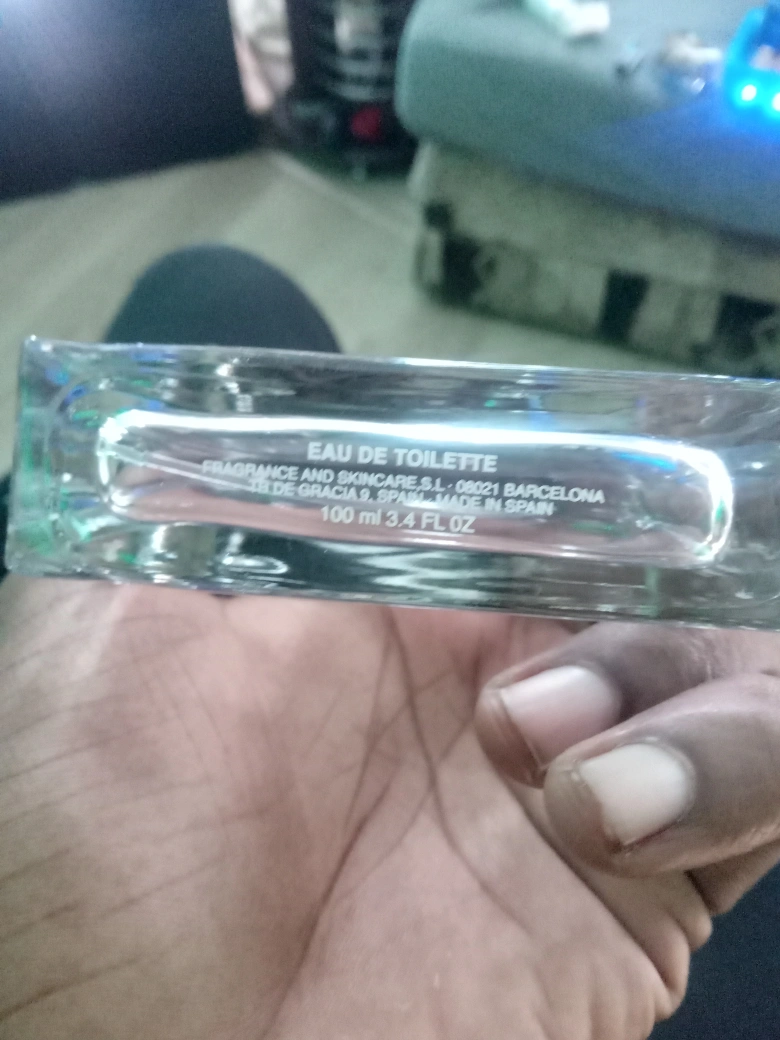 EAU DE TOILETTE
FRAGRANCE AND SKINCARE,S.L - 08021 BARCELONA
DE GRACIA 9, SPAIN - MADE IN SPAIN
100 ml 3.4 FL OZ